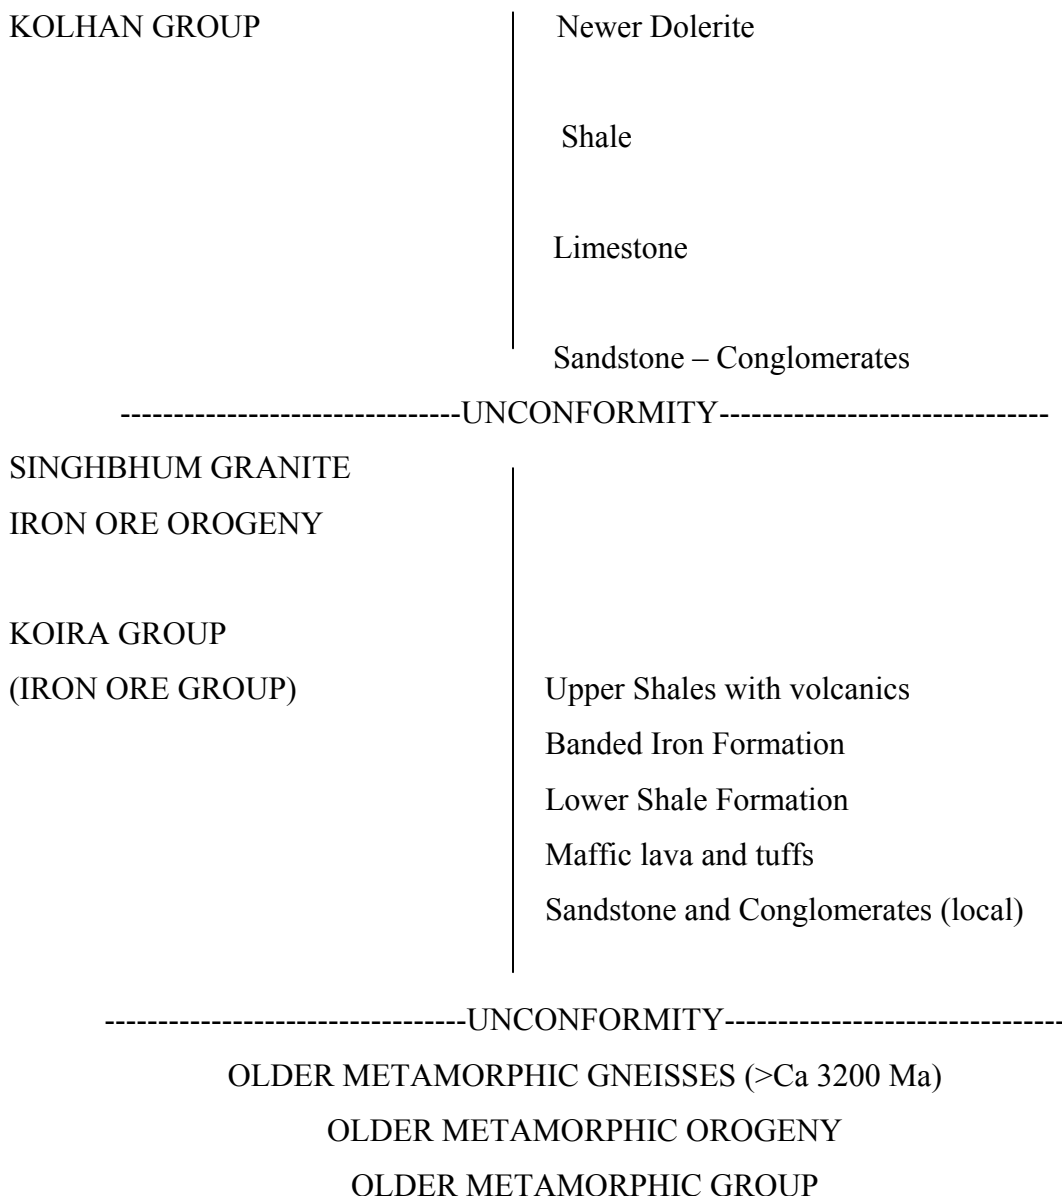 KOLHAN GROUP Newer Dolerite
Shale
Limestone
Sandstone – Conglomerates
--------------------------------UNCONFORMITY-------------------------------
SINGHBHUM GRANITE
IRON ORE OROGENY
KOIRA GROUP
(IRON ORE GROUP) Upper Shales with volcanics
Banded Iron Formation
Lower Shale Formation
Maffic lava and tuffs
Sandstone and Conglomerates (local)
----------------------------------UNCONFORMITY--------------------------------
OLDER METAMORPHIC GNEISSES (>Ca 3200 Ma)
OLDER METAMORPHIC OROGENY
OLDER METAMORPHIC GROUP